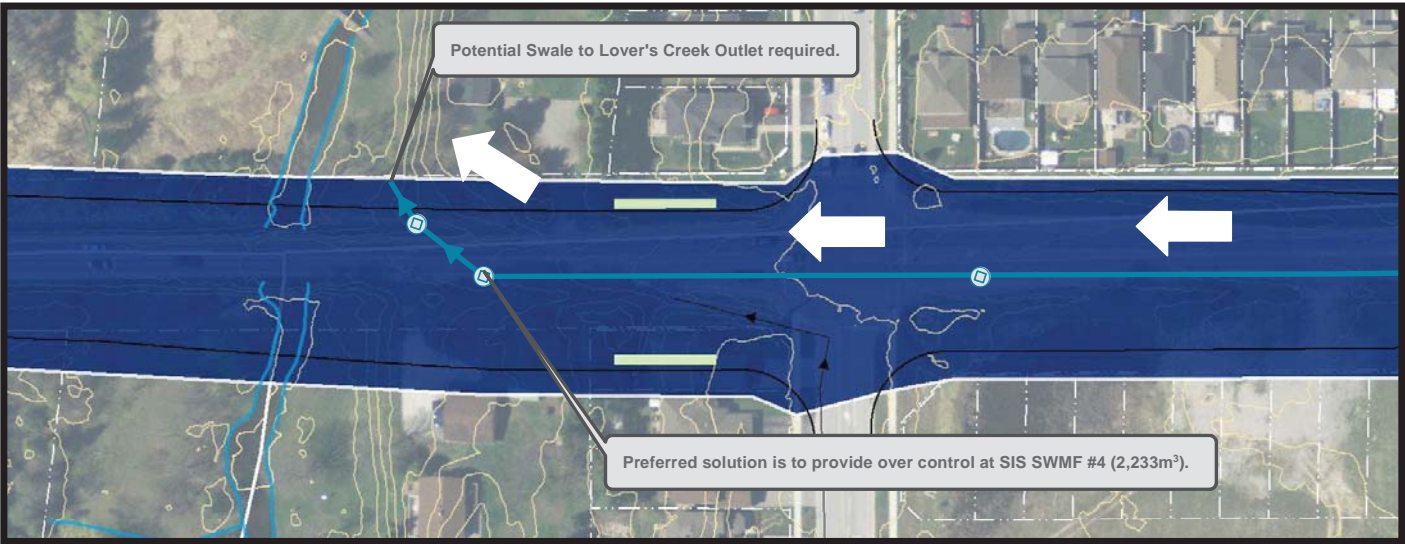 Potential Swale to Lover's Creek Outlet required.
Preferred solution is to provide over control at SIS SWMF #4 (2,233m³).